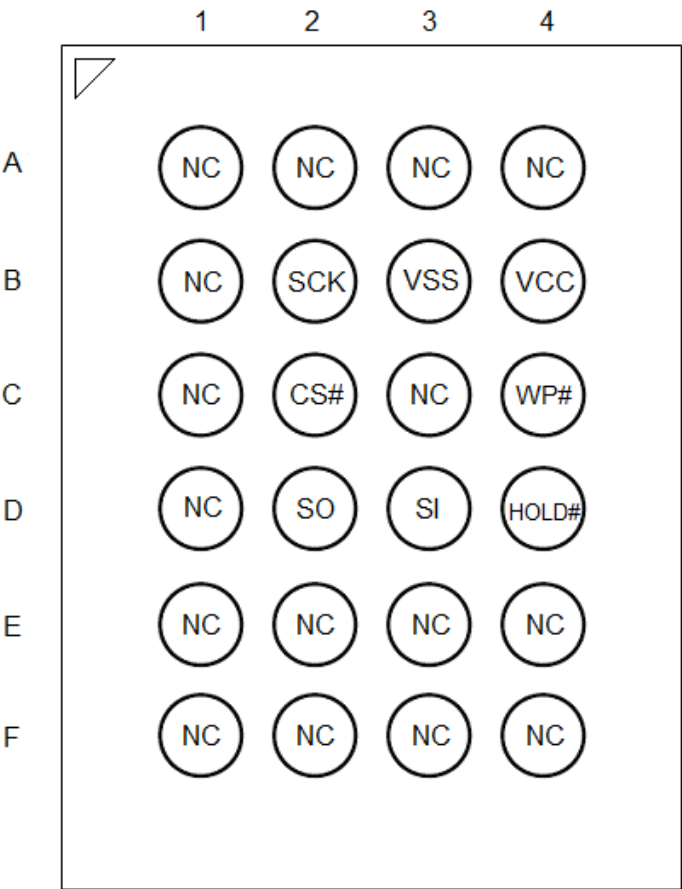 1 2 3 4
A NC NC NC NC
B NC SCK VSS VCC
C NC CS# NC WP#
D NC SO SI HOLD#
E NC NC NC NC
F NC NC NC NC